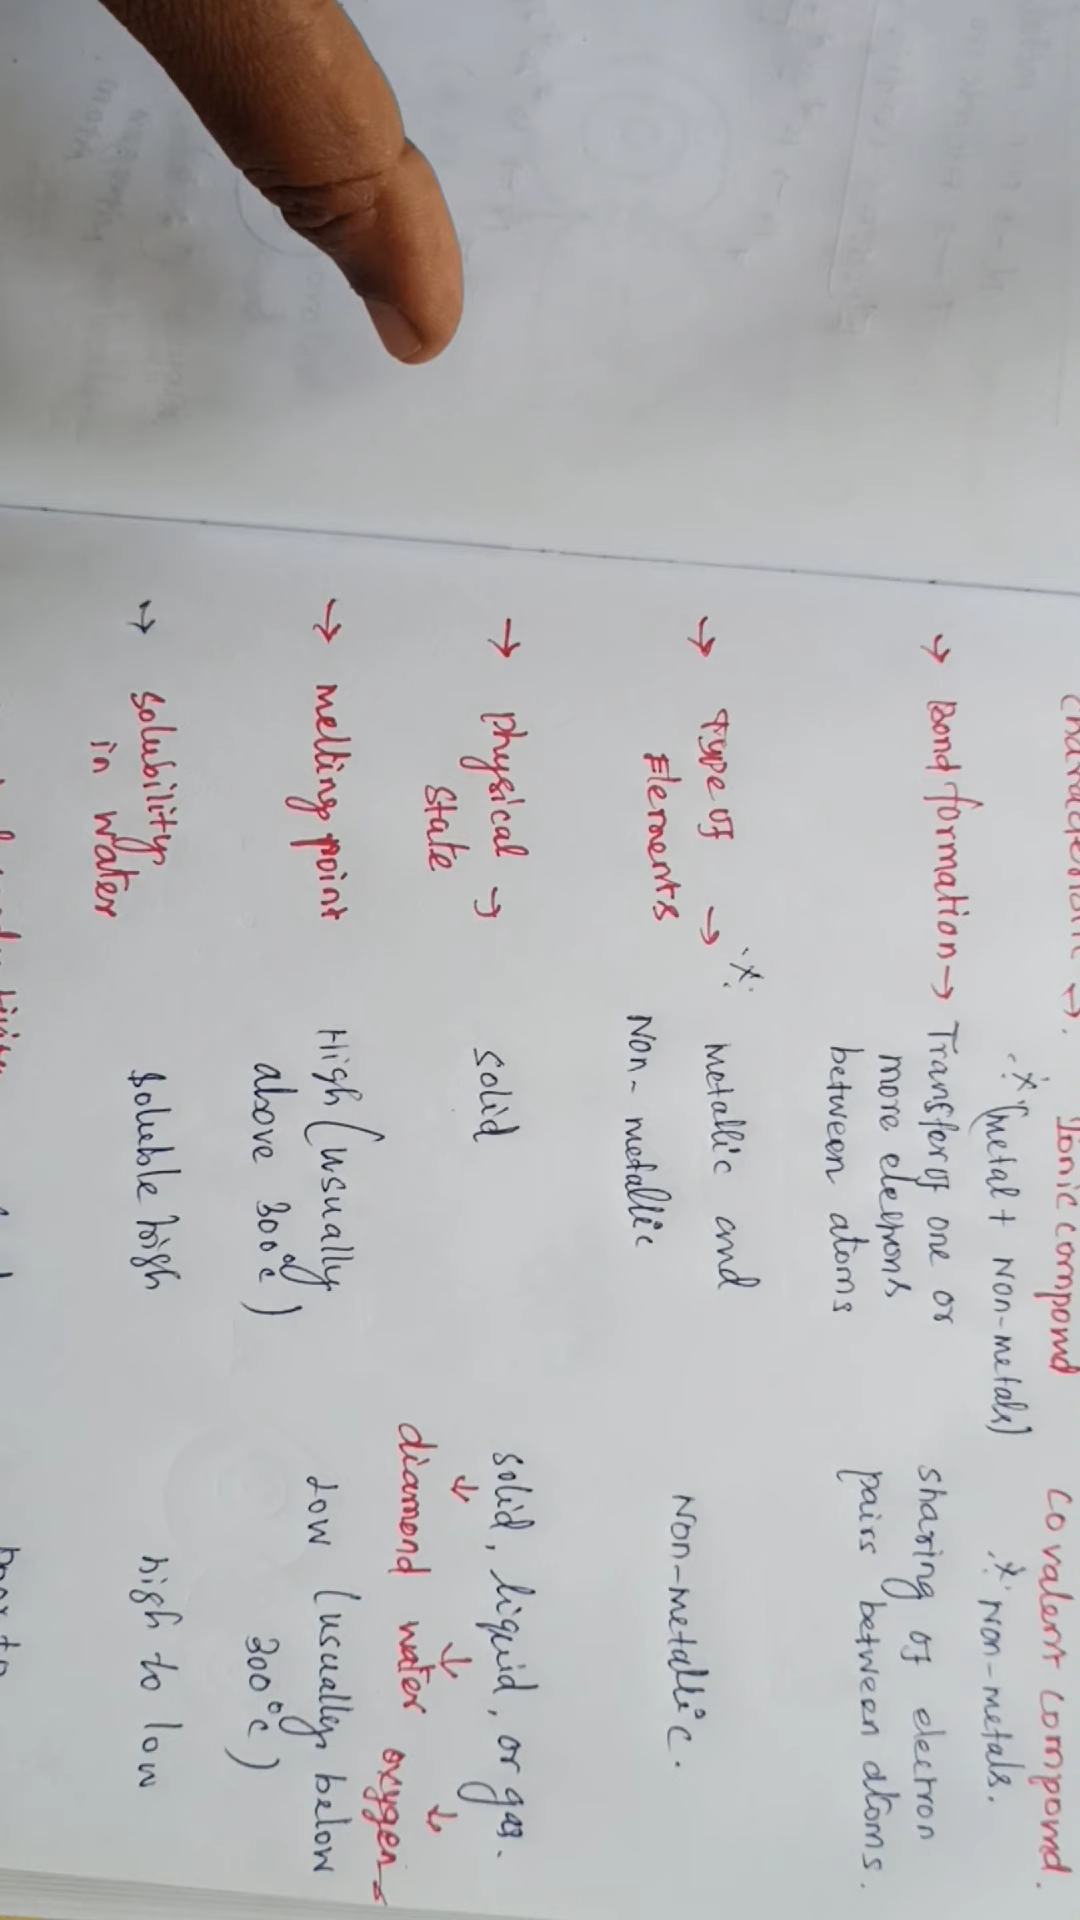 Ionic compound Covalent compound.
(metal + Non-metals) Non-metals.
→ Bond formation → Transfer of one or sharing of electron
more electrons pairs between atoms.
between atoms
→ Type of → metallic and Non-metallic.
Elements Non-metallic
→ physical → solid solid, liquid, or gas.
state ↓ ↓ ↓
diamond water oxygen
→ melting point High (usually Low (usually below
above 300°C) 300°C)
→ solubility soluble high high to low
in water